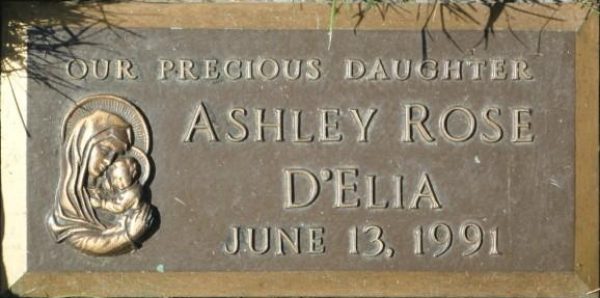 OUR PRECIOUS DAUGHTER
ASHLEY ROSE
D'ELIA
JUNE 13, 1991